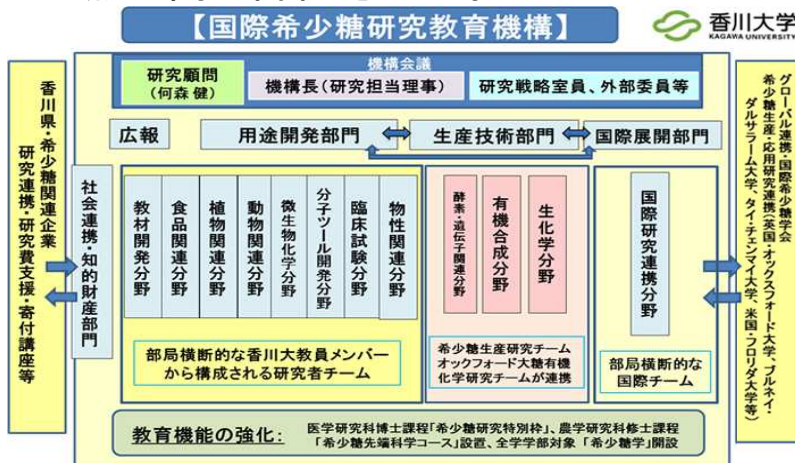 【国際希少糖研究教育機構】
香川大学
KAGAWA UNIVERSITY
機構会議
研究顧問
(何森 健)
機構長(研究担当理事)
研究戦略室員、外部委員等
広報
用途開発部門
生産技術部門
国際展開部門
香川県・希少糖関連企業
研究連携・研究費支援・寄付講座等
社会連携・知的財産部門
教材開発分野
食品関連分野
植物関連分野
動物関連分野
微生物化学分野
分子ツール開発分野
臨床試験分野
物性関連分野
酵素・遺伝子関連分野
有機合成分野
生化学分野
国際研究連携分野
グローバル連携・国際希少糖学会
希少糖生産・応用研究連携(英国・オックスフォード大学、ブルネイ・
ダルサラーム大学、タイ・チェンマイ大学、米国・フロリダ大学等)
部局横断的な香川大教員メンバー
から構成される研究者チーム
希少糖生産研究チーム
オックフォード大糖有機
化学研究チームが連携
部局横断的な
国際チーム
教育機能の強化:
医学研究科博士課程「希少糖研究特別枠」、農学研究科修士課程
「希少糖先端科学コース」設置、全学学部対象 「希少糖学」開設